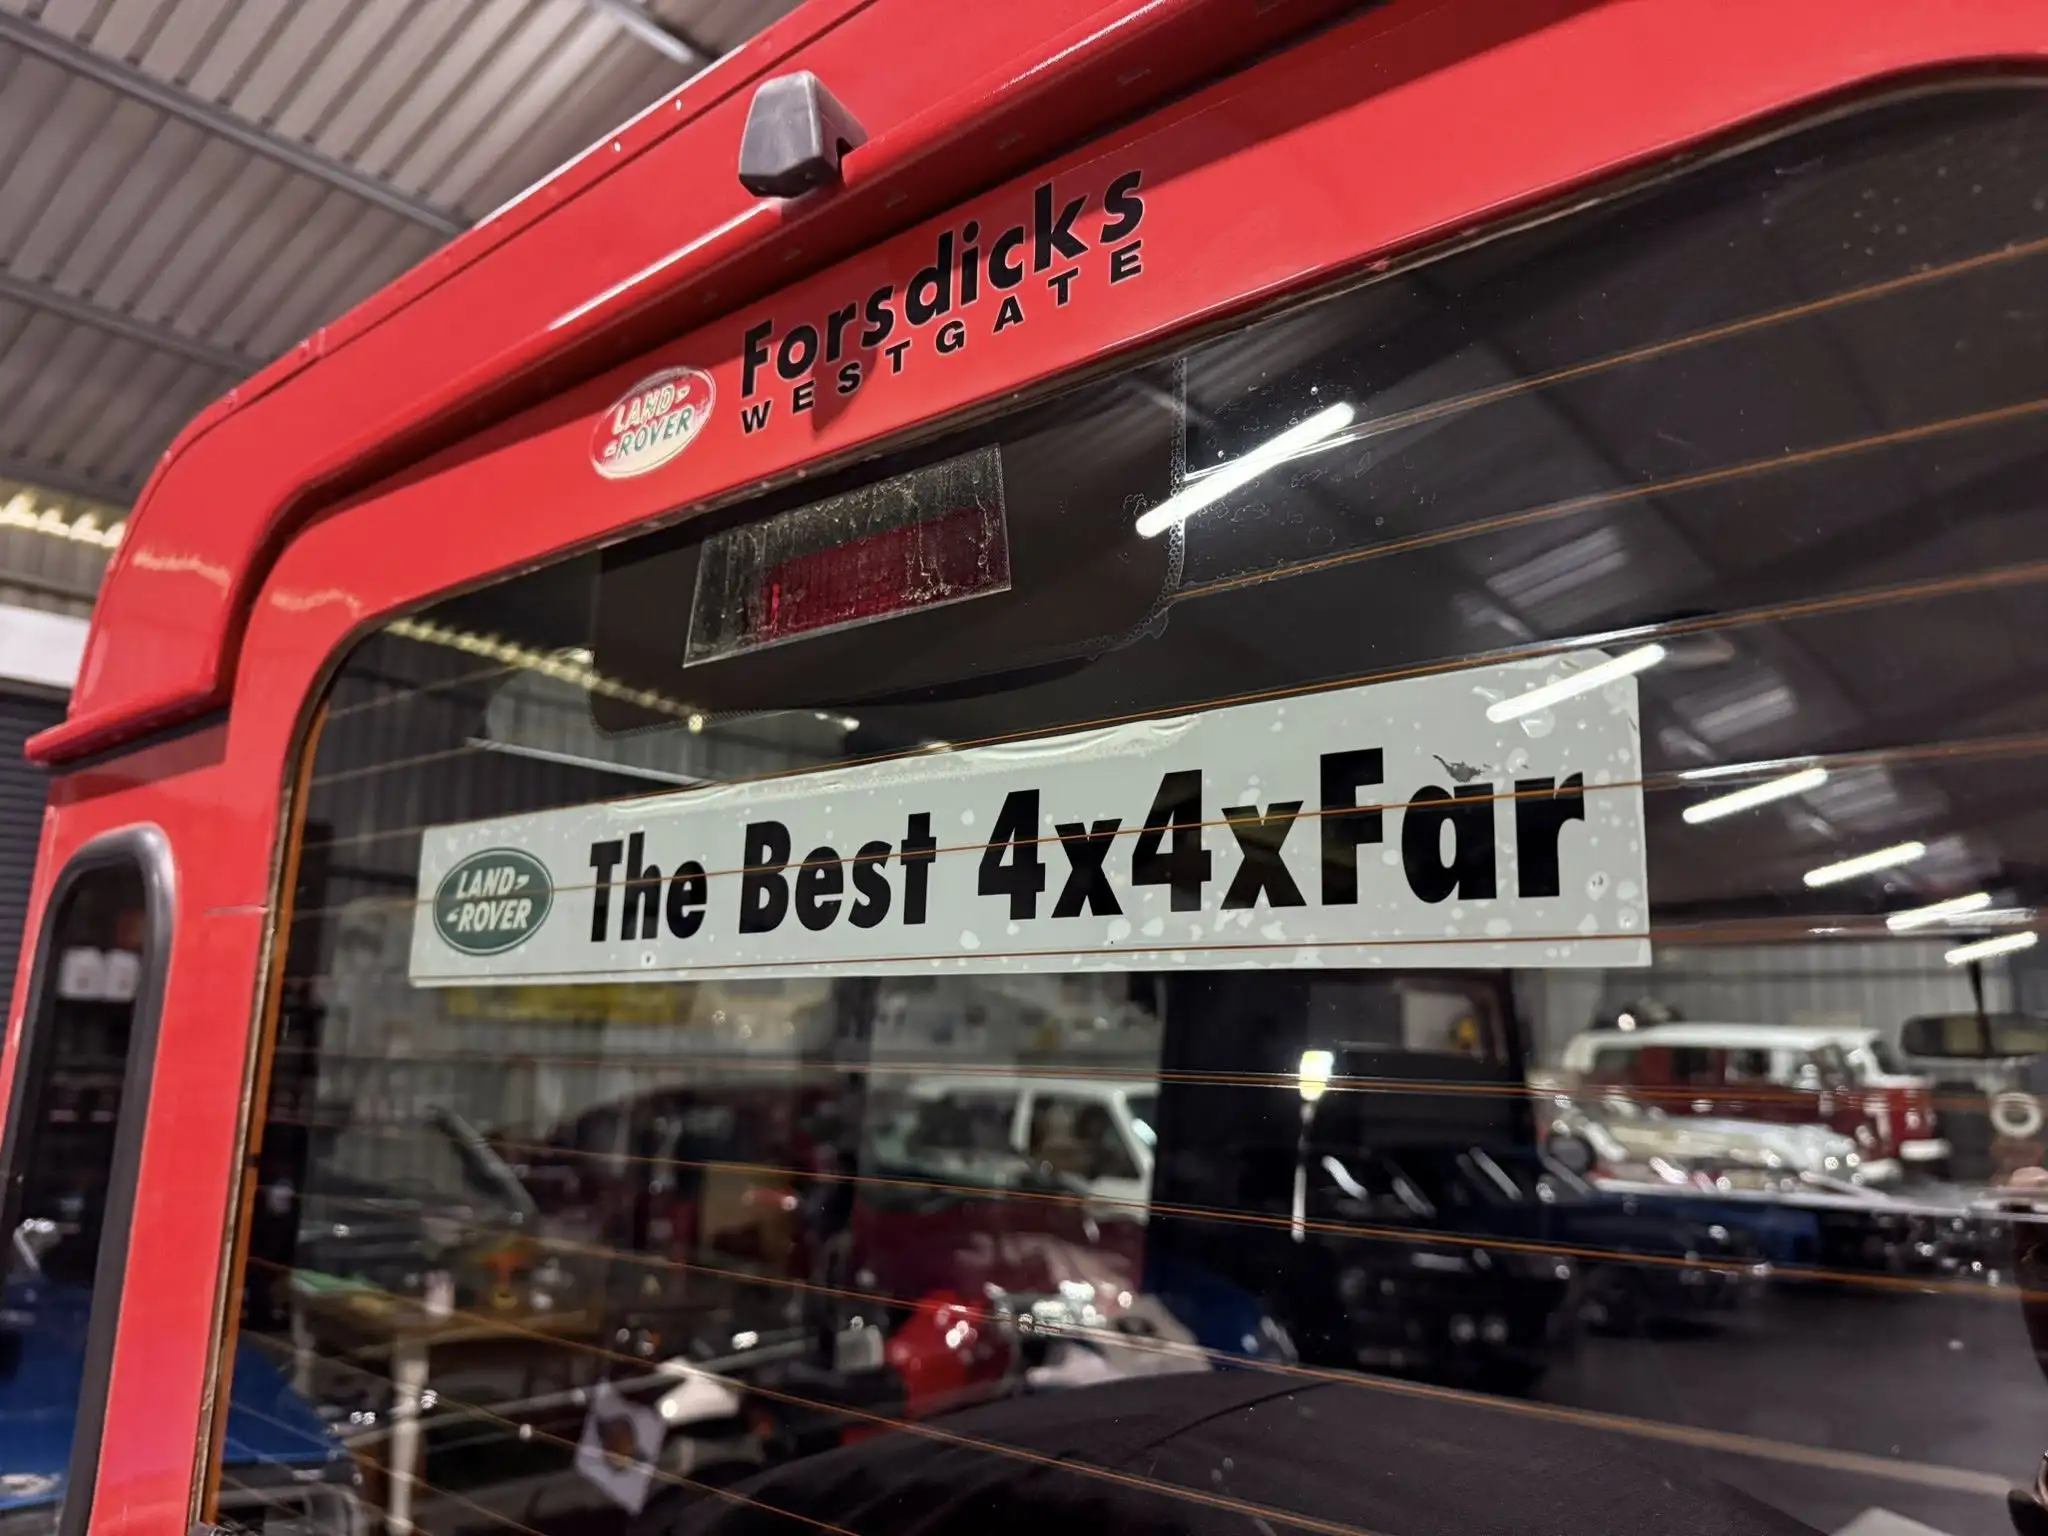 Forsdicks
WESTGATE
LAND-
-ROVER
LAND-
-ROVER
The Best 4x4xFar